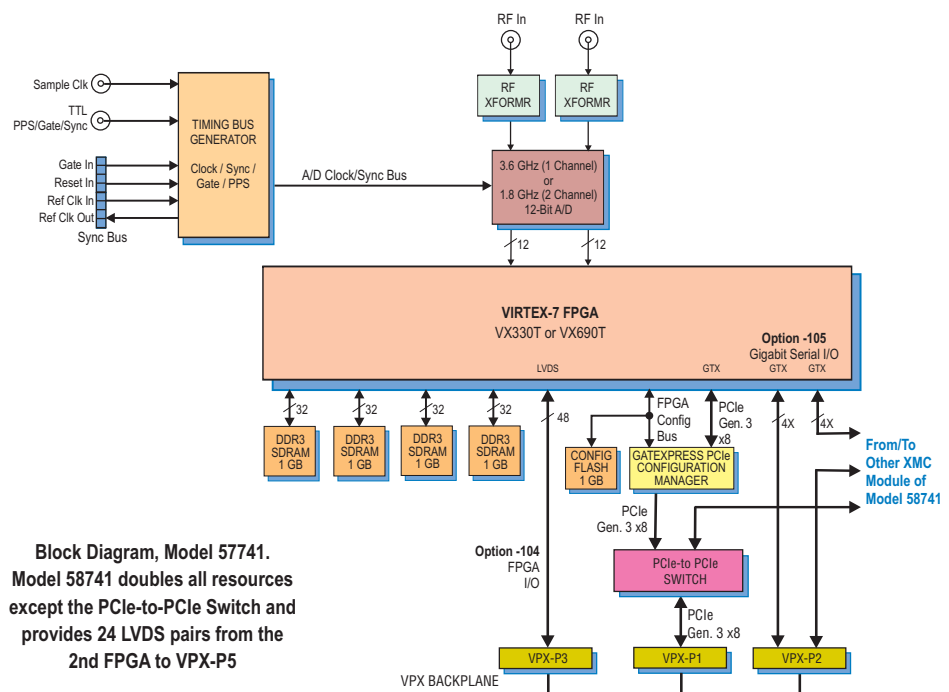 RF In
RF In
Sample Clk
TTL
PPS/Gate/Sync
Gate In
Reset In
Ref Clk In
Ref Clk Out
Sync Bus
TIMING BUS
GENERATOR
Clock / Sync /
Gate / PPS
A/D Clock/Sync Bus
RF
XFORMR
RF
XFORMR
3.6 GHz (1 Channel)
or
1.8 GHz (2 Channel)
12-Bit A/D
12
12
VIRTEX-7 FPGA
VX330T or VX690T
Option -105
Gigabit Serial I/O
LVDS
GTX
GTX
GTX
32
32
32
32
48
FPGA
Config
Bus
PCIe
Gen. 3
x8
4X
4X
DDR3
SDRAM
1 GB
DDR3
SDRAM
1 GB
DDR3
SDRAM
1 GB
DDR3
SDRAM
1 GB
CONFIG
FLASH
1 GB
GATEXPRESS PCIe
CONFIGURATION
MANAGER
From/To
Other XMC
Module of
Model 58741
PCIe
Gen. 3 x8
Option -104
FPGA
I/O
PCIe-to PCIe
SWITCH
PCIe
Gen. 3 x8
Block Diagram, Model 57741.
Model 58741 doubles all resources
except the PCIe-to-PCIe Switch and
provides 24 LVDS pairs from the
2nd FPGA to VPX-P5
VPX-P3
VPX-P1
VPX-P2
VPX BACKPLANE